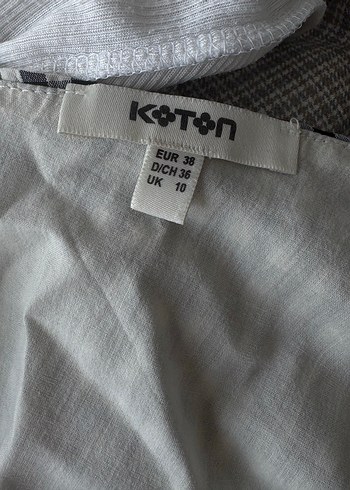 KOTON
EUR 38
D/CH 36
UK 10